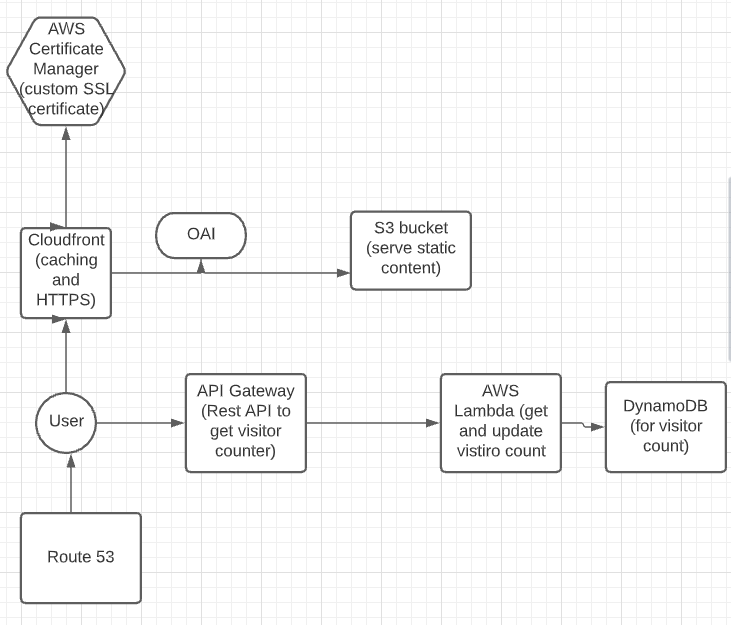 AWS
Certificate
Manager
(custom SSL
certificate)
Cloudfront
(caching
and
HTTPS)
OAI
S3 bucket
(serve static
content)
User
API Gateway
(Rest API to
get visitor
counter)
AWS
Lambda (get
and update
vistiro count
DynamoDB
(for visitor
count)
Route 53